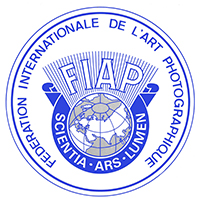 FEDERATION INTERNATIONALE DE L'ART PHOTOGRAPHIQUE
FIAP
SCIENTIA - ARS - LUMEN